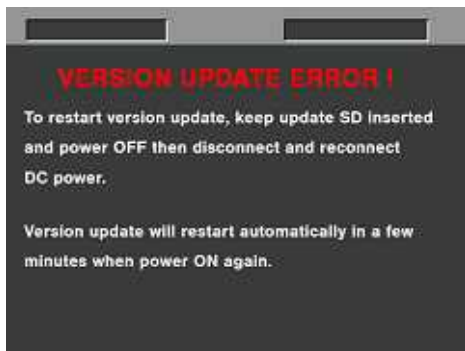 VERSION UPDATE ERROR !
To restart version update, keep update SD inserted
and power OFF then disconnect and reconnect
DC power.
Version update will restart automatically in a few
minutes when power ON again.